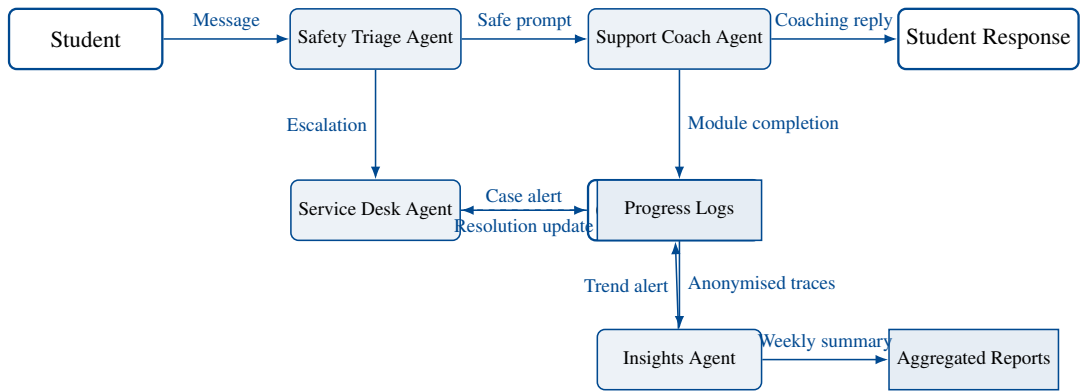 Message
Safe prompt
Coaching reply
Student
Safety Triage Agent
Support Coach Agent
Student Response
Escalation
Module completion
Case alert
Service Desk Agent
Progress Logs
Resolution update
Trend alert
Anonymised traces
Weekly summary
Insights Agent
Aggregated Reports